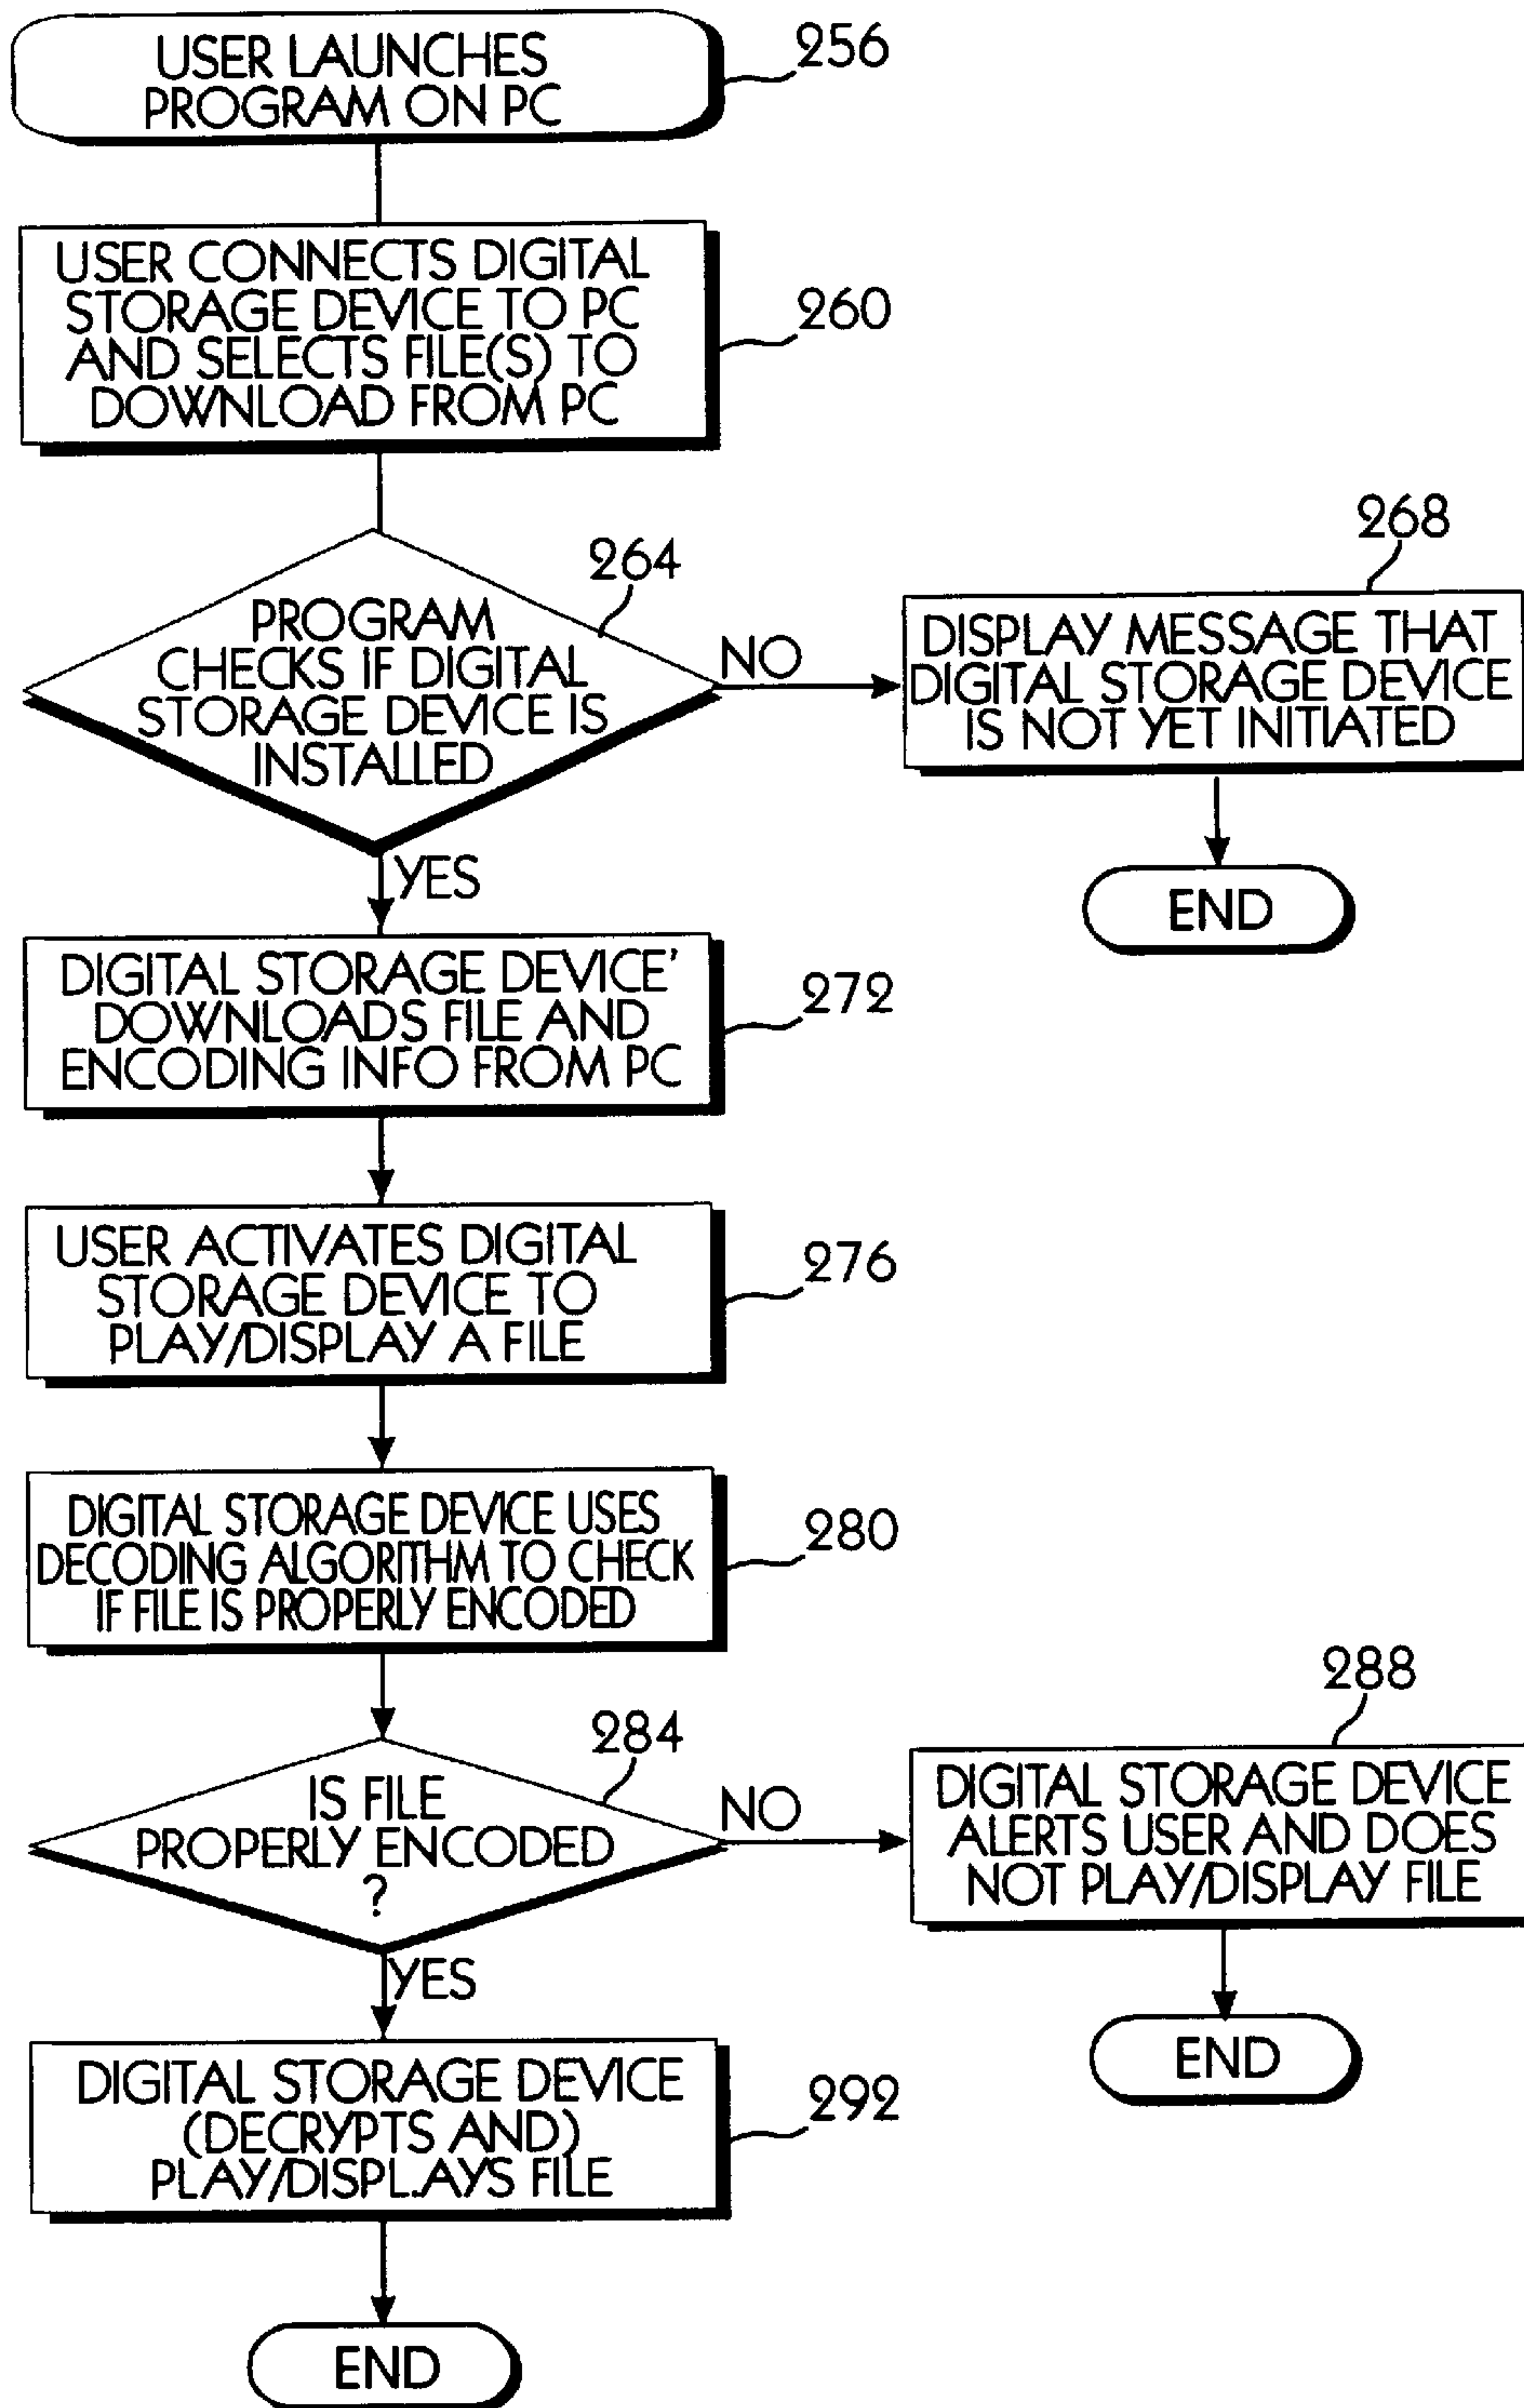 USER LAUNCHES
PROGRAM ON PC
256
USER CONNECTS DIGITAL
STORAGE DEVICE TO PC
AND SELECTS FILE(S) TO
DOWNLOAD FROM PC
260
264
PROGRAM
CHECKS IF DIGITAL
STORAGE DEVICE IS
INSTALLED
NO
268
DISPLAY MESSAGE THAT
DIGITAL STORAGE DEVICE
IS NOT YET INITIATED
END
YES
DIGITAL STORAGE DEVICE'
DOWNLOADS FILE AND
ENCODING INFO FROM PC
272
USER ACTIVATES DIGITAL
STORAGE DEVICE TO
PLAY/DISPLAY A FILE
276
DIGITAL STORAGE DEVICE USES
DECODING ALGORITHM TO CHECK
IF FILE IS PROPERLY ENCODED
280
284
IS FILE
PROPERLY ENCODED
?
NO
288
DIGITAL STORAGE DEVICE
ALERTS USER AND DOES
NOT PLAY/DISPLAY FILE
END
YES
DIGITAL STORAGE DEVICE
(DECRYPTS AND)
PLAY/DISPLAYS FILE
292
END